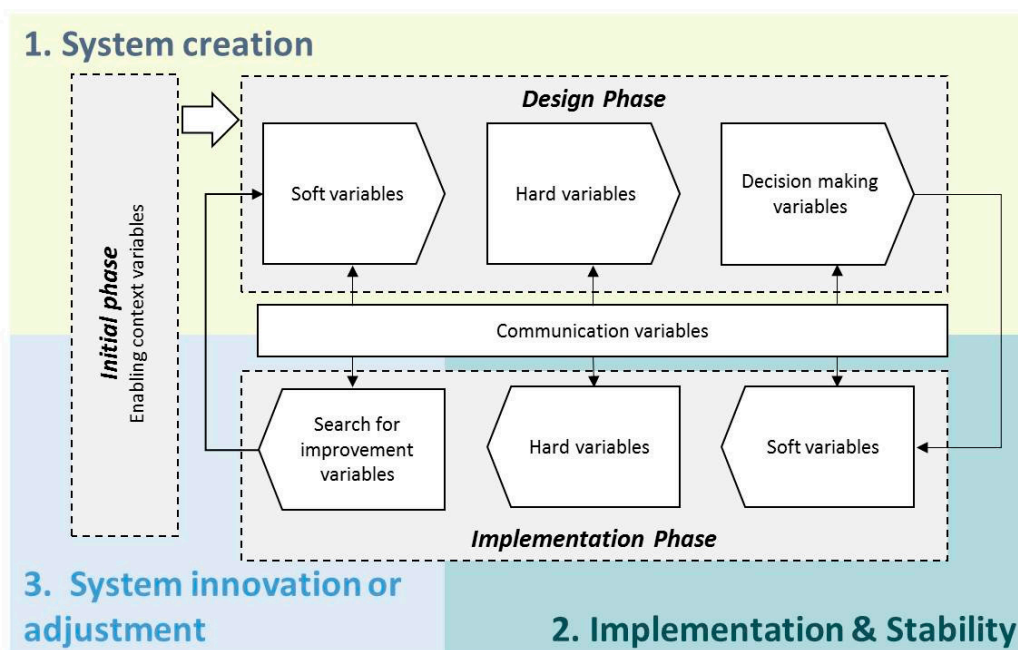 1. System creation
Initial phase
Enabling context variables
Design Phase
Soft variables
Hard variables
Decision making
variables
Communication variables
Search for
improvement
variables
Hard variables
Soft variables
Implementation Phase
3. System innovation or
adjustment
2. Implementation & Stability